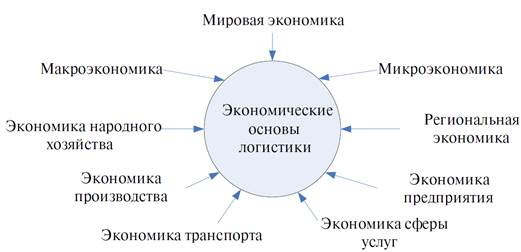 Мировая экономика
Макроэкономика
Микроэкономика
Экономические
основы
логистики
Экономика народного
хозяйства
Региональная
экономика
Экономика
производства
Экономика
предприятия
Экономика транспорта
Экономика сферы
услуг